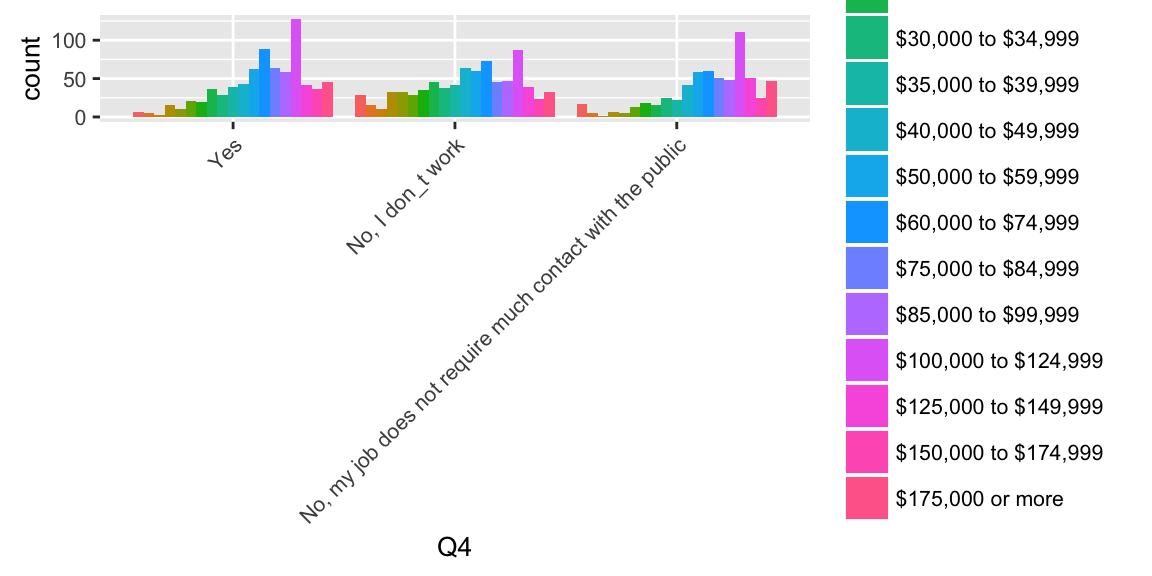 count
100
50
0
Yes
No, I don_t work
No, my job does not require much contact with the public
Q4
$30,000 to $34,999
$35,000 to $39,999
$40,000 to $49,999
$50,000 to $59,999
$60,000 to $74,999
$75,000 to $84,999
$85,000 to $99,999
$100,000 to $124,999
$125,000 to $149,999
$150,000 to $174,999
$175,000 or more